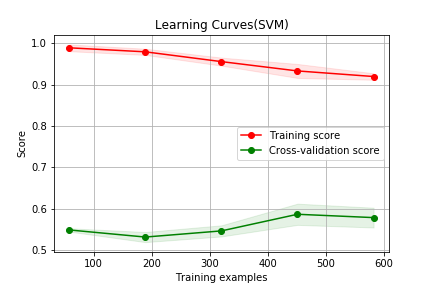 Learning Curves(SVM)
1.0
0.9
0.8
0.7
0.6
0.5
Score
Training score
Cross-validation score
100 200 300 400 500 600
Training examples